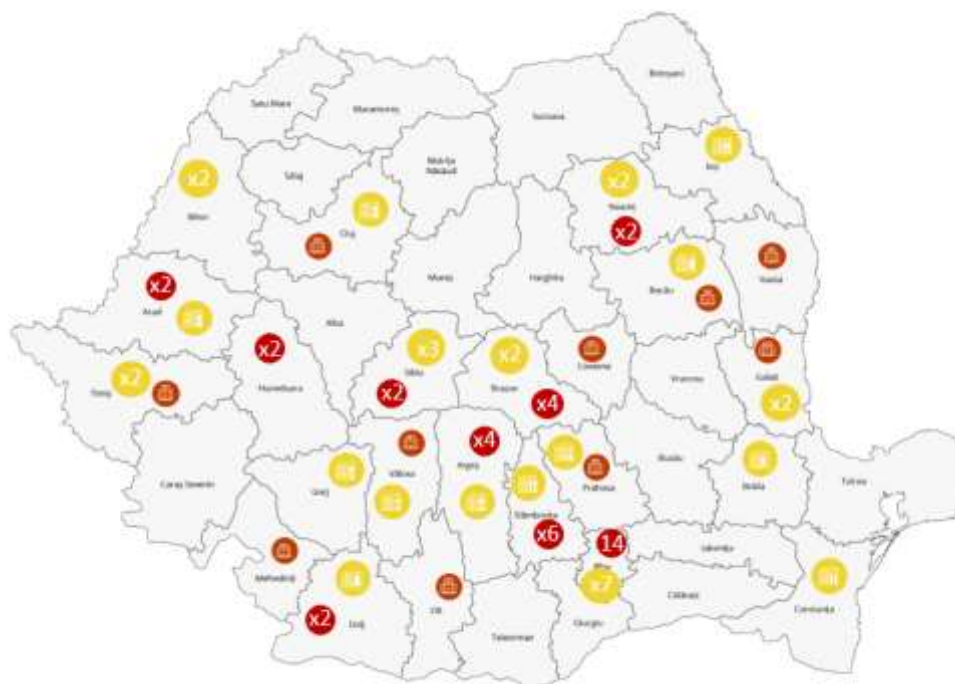 Botoșani
Satu Mare
Maramureș
Suceava
Iași
Bistrița
Năsăud
Sălaj
x2
x2
Neamț
Bihor
Cluj
x2
Mureș
Harghita
Bacău
Vaslui
x2
Arad
Alba
x2
x3
x2
Covasna
Galați
Timiș
x2
Hunedoara
Sibiu
Brașov
Vrancea
x2
x4
x2
x4
Argeș
Vâlcea
Buzău
Caraș Severin
Gorj
Prahova
Brăila
Tulcea
Dâmbovița
x6
14
Ialomița
Mehedinți
Ilfov
x7
Călărași
Constanța
x2
Dolj
Olt
Teleorman
Giurgiu